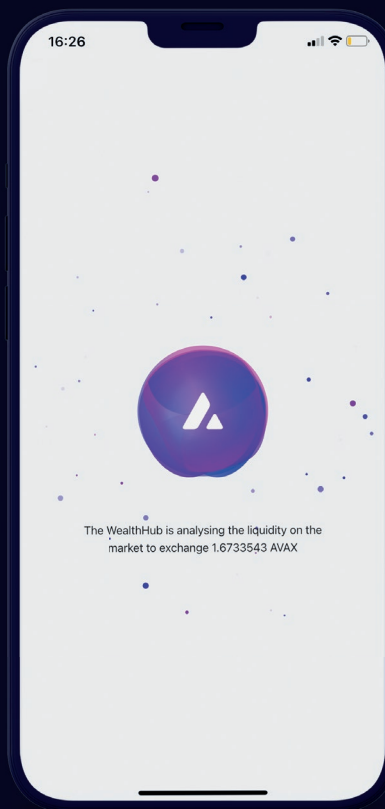 16:26
The WealthHub is analysing the liquidity on the
market to exchange 1.6733543 AVAX